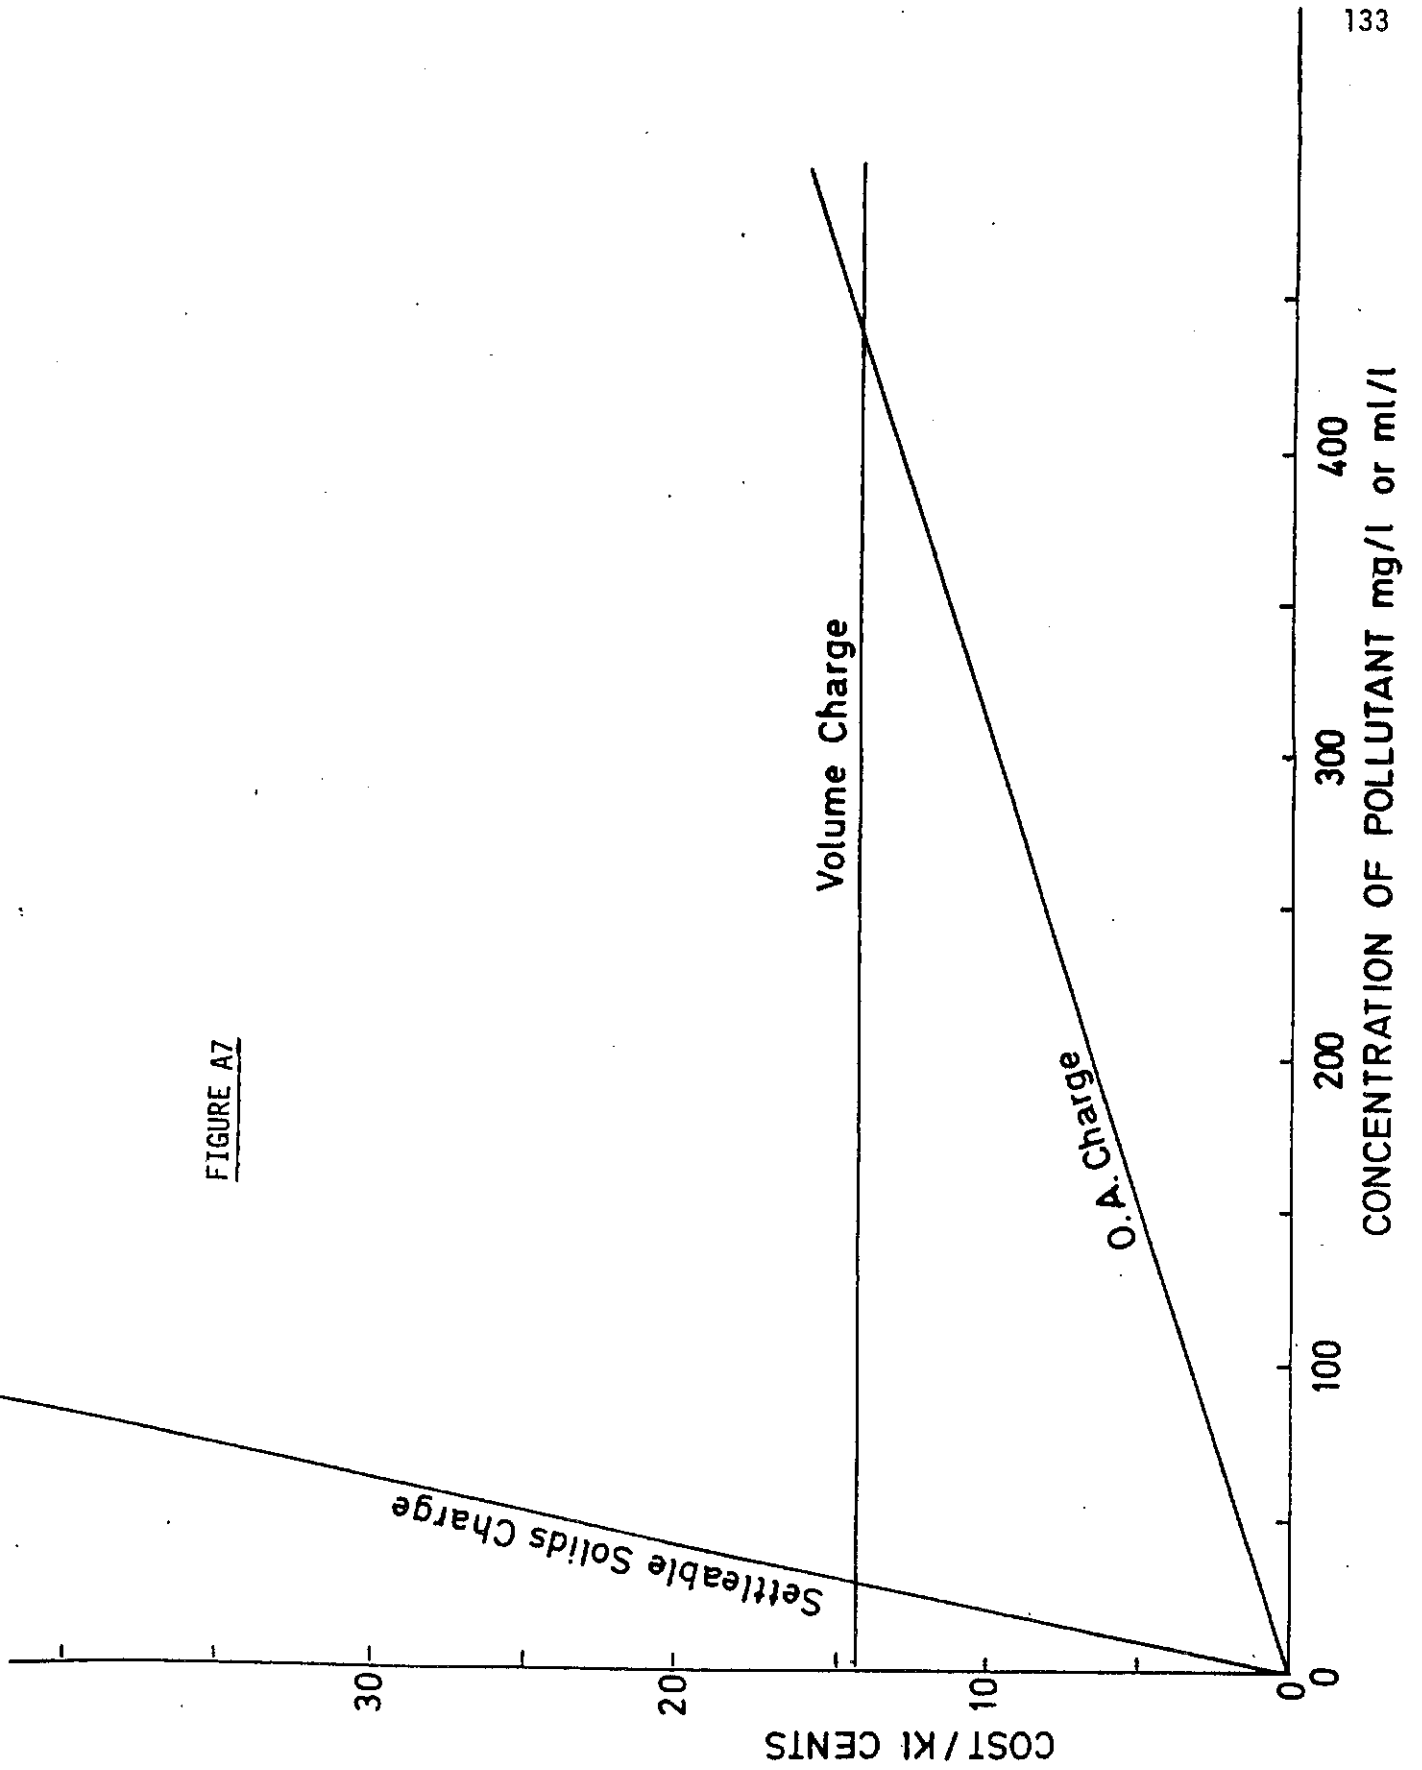 133
FIGURE A7
COST/Kl CENTS
30
20
10
0
Settleable Solids Charge
Volume Charge
O.A. Charge
0
100
200
300
400
CONCENTRATION OF POLLUTANT mg/l or ml/l